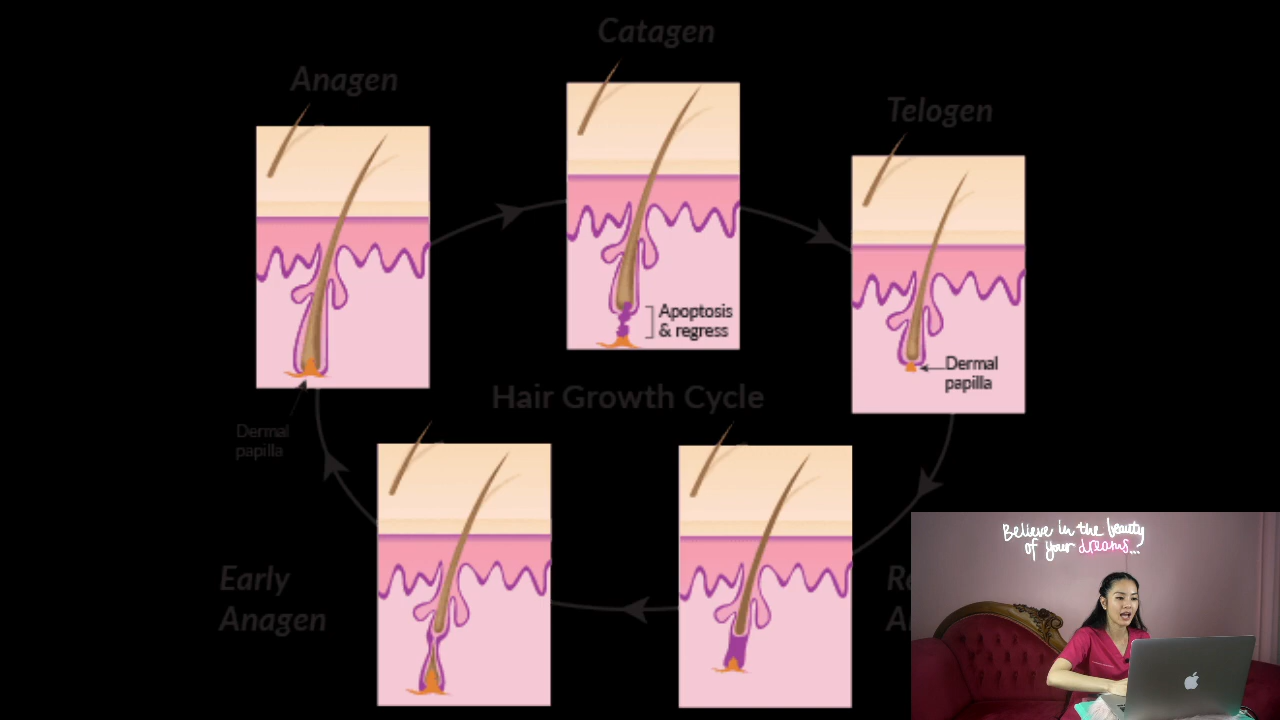 Catagen
Anagen
Telogen
Apoptosis
& regress
Dermal
papilla
Hair Growth Cycle
Dermal
papilla
Early
Anagen
Believe in the beauty
of your dreams...